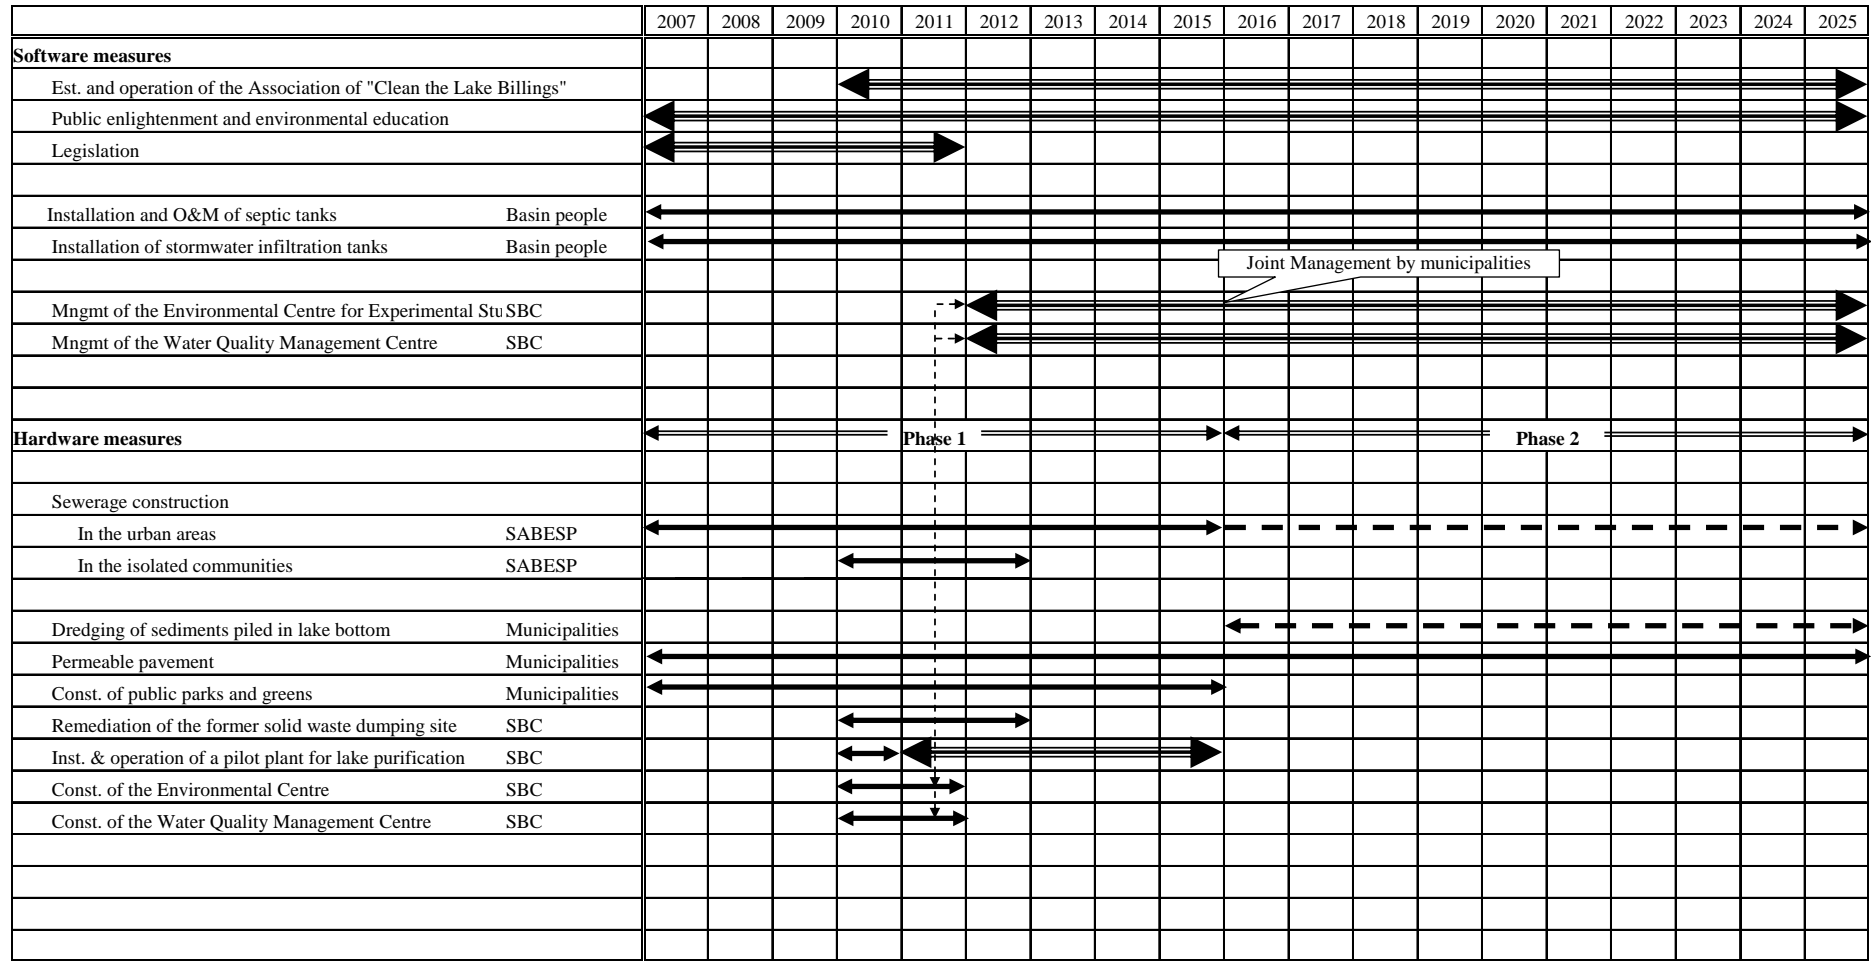 2007 2008 2009 2010 2011 2012 2013 2014 2015 2016 2017 2018 2019 2020 2021 2022 2023 2024 2025
Software measures
Est. and operation of the Association of "Clean the Lake Billings"
Public enlightenment and environmental education
Legislation
Installation and O&M of septic tanks Basin people
Installation of stormwater infiltration tanks Basin people
Joint Management by municipalities
Mngmt of the Environmental Centre for Experimental Stu SBC
Mngmt of the Water Quality Management Centre SBC
Hardware measures Phase 1 Phase 2
Sewerage construction
In the urban areas SABESP
In the isolated communities SABESP
Dredging of sediments piled in lake bottom Municipalities
Permeable pavement Municipalities
Const. of public parks and greens Municipalities
Remediation of the former solid waste dumping site SBC
Inst. & operation of a pilot plant for lake purification SBC
Const. of the Environmental Centre SBC
Const. of the Water Quality Management Centre SBC